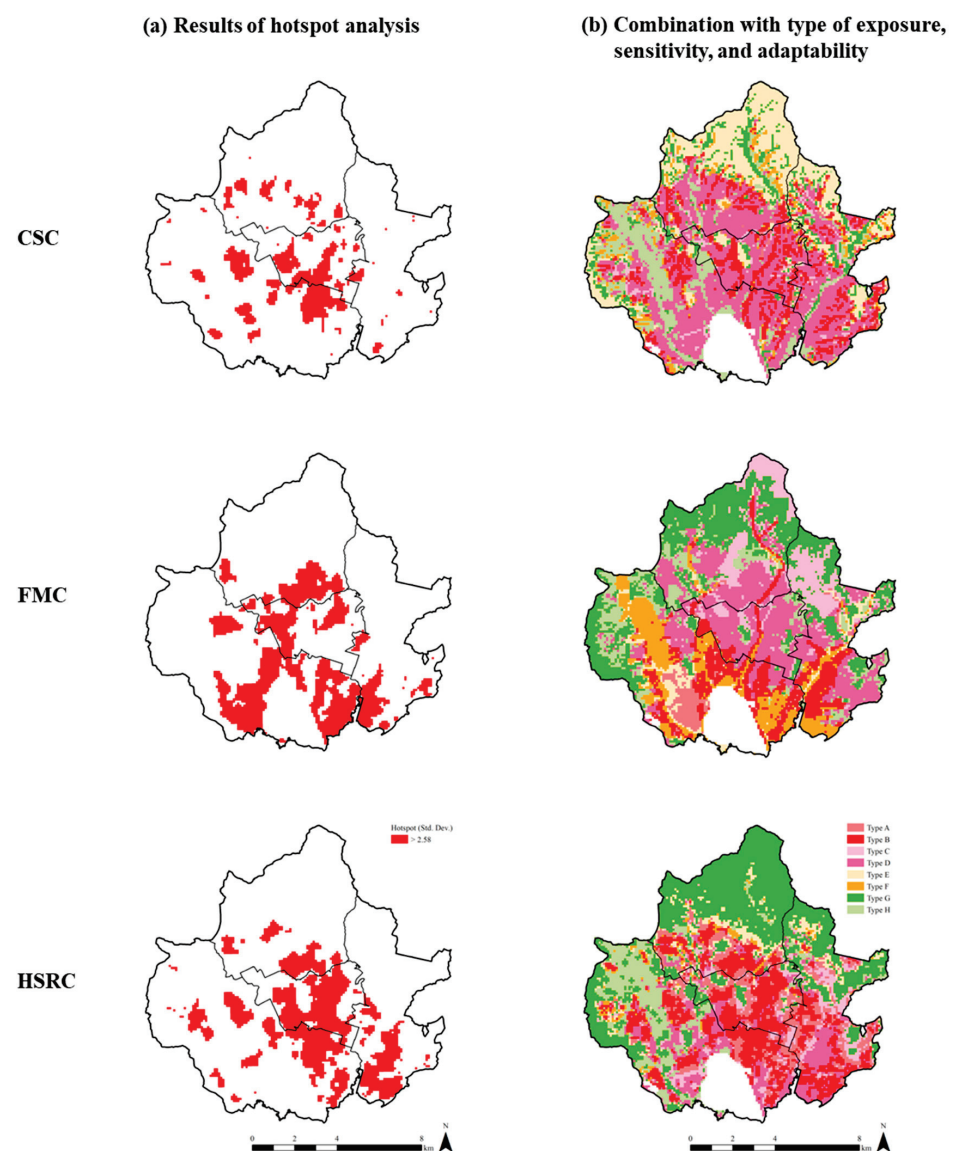 (a) Results of hotspot analysis
(b) Combination with type of exposure,
sensitivity, and adaptability
CSC
FMC
HSRC
Hotspot (Std. Dev.)
> 2.58
Type A
Type B
Type C
Type D
Type E
Type F
Type G
Type H
N
0 2 4 8
km
N
0 2 4 8
km